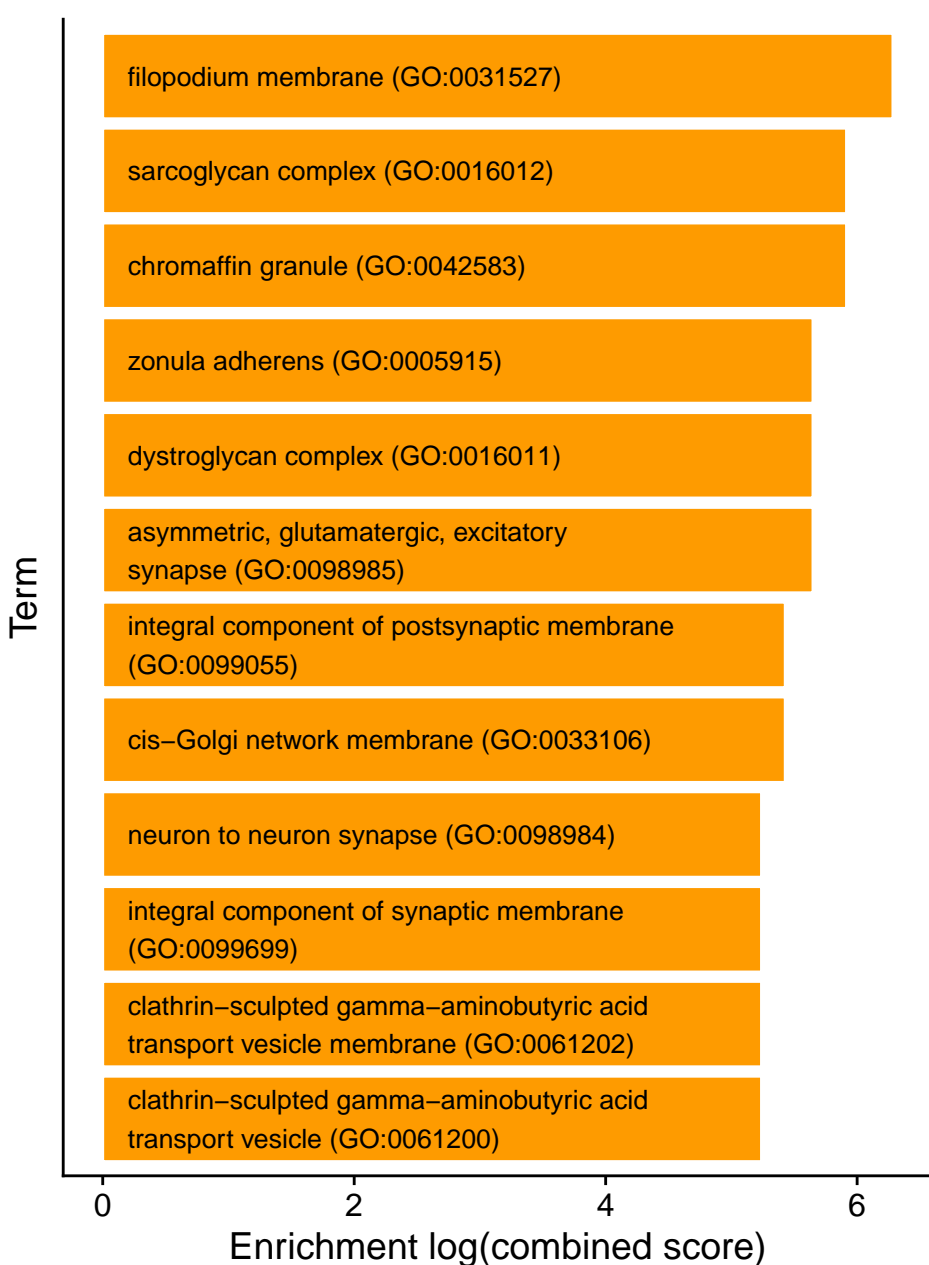 filopodium membrane (GO:0031527)
sarcoglycan complex (GO:0016012)
chromaffin granule (GO:0042583)
zonula adherens (GO:0005915)
dystroglycan complex (GO:0016011)
asymmetric, glutamatergic, excitatory
synapse (GO:0098985)
integral component of postsynaptic membrane
(GO:0099055)
cis−Golgi network membrane (GO:0033106)
neuron to neuron synapse (GO:0098984)
integral component of synaptic membrane
(GO:0099699)
clathrin−sculpted gamma−aminobutyric acid
transport vesicle membrane (GO:0061202)
clathrin−sculpted gamma−aminobutyric acid
transport vesicle (GO:0061200)
Term
0 2 4 6
Enrichment log(combined score)